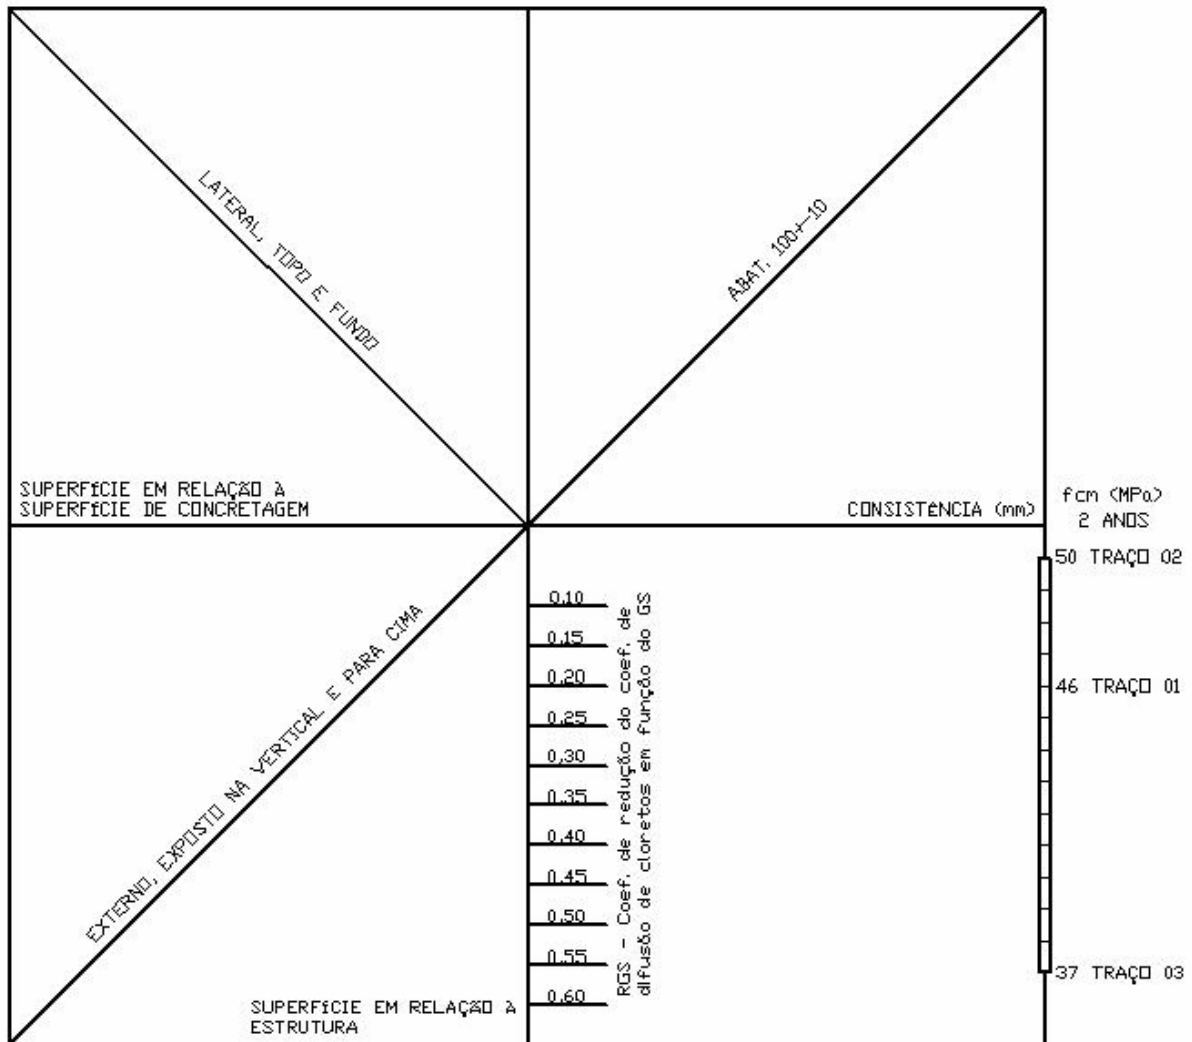 LATERAL, TOPO E FUNDO
ABAT. 100+-10
SUPERFÍCIE EM RELAÇÃO À
SUPERFÍCIE DE CONCRETAGEM
CONSISTÊNCIA (mm)
fcm (MPa)
2 ANOS
50 TRAÇO 02
46 TRAÇO 01
37 TRAÇO 03
EXTERNO, EXPOSTO NA VERTICAL E PARA CIMA
0,10
0,15
0,20
0,25
0,30
0,35
0,40
0,45
0,50
0,55
0,60
RGS - Coef. de redução do coef. de
difusão de cloretos em função do GS
SUPERFÍCIE EM RELAÇÃO À
ESTRUTURA